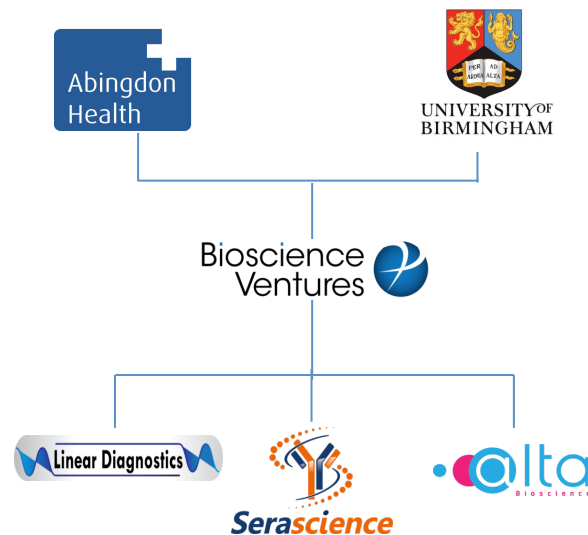 Abingdon
Health
PER AD
ARDUA ALTA
UNIVERSITY OF
BIRMINGHAM
Bioscience
Ventures
Linear Diagnostics
Serascience
alta
Bioscience